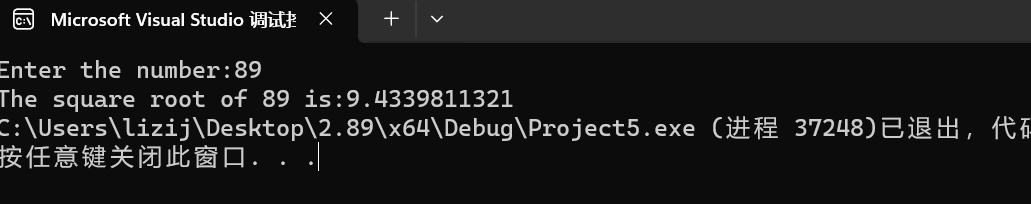 Microsoft Visual Studio 调试
Enter the number:89
The square root of 89 is:9.4339811321
C:\Users\lizij\Desktop\2.89\x64\Debug\Project5.exe (进程 37248)已退出，代码
按任意键关闭此窗口. . .